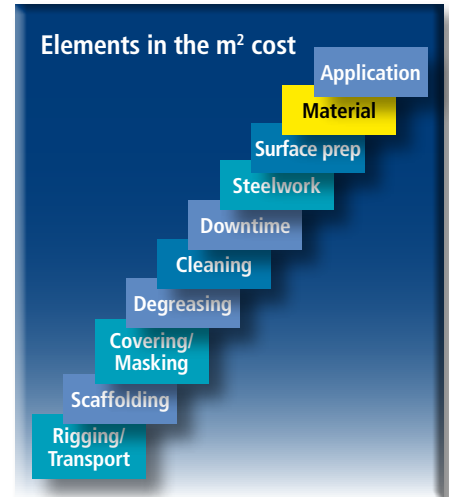 Elements in the m² cost
Application
Material
Surface prep
Steelwork
Downtime
Cleaning
Degreasing
Covering/
Masking
Scaffolding
Rigging/
Transport